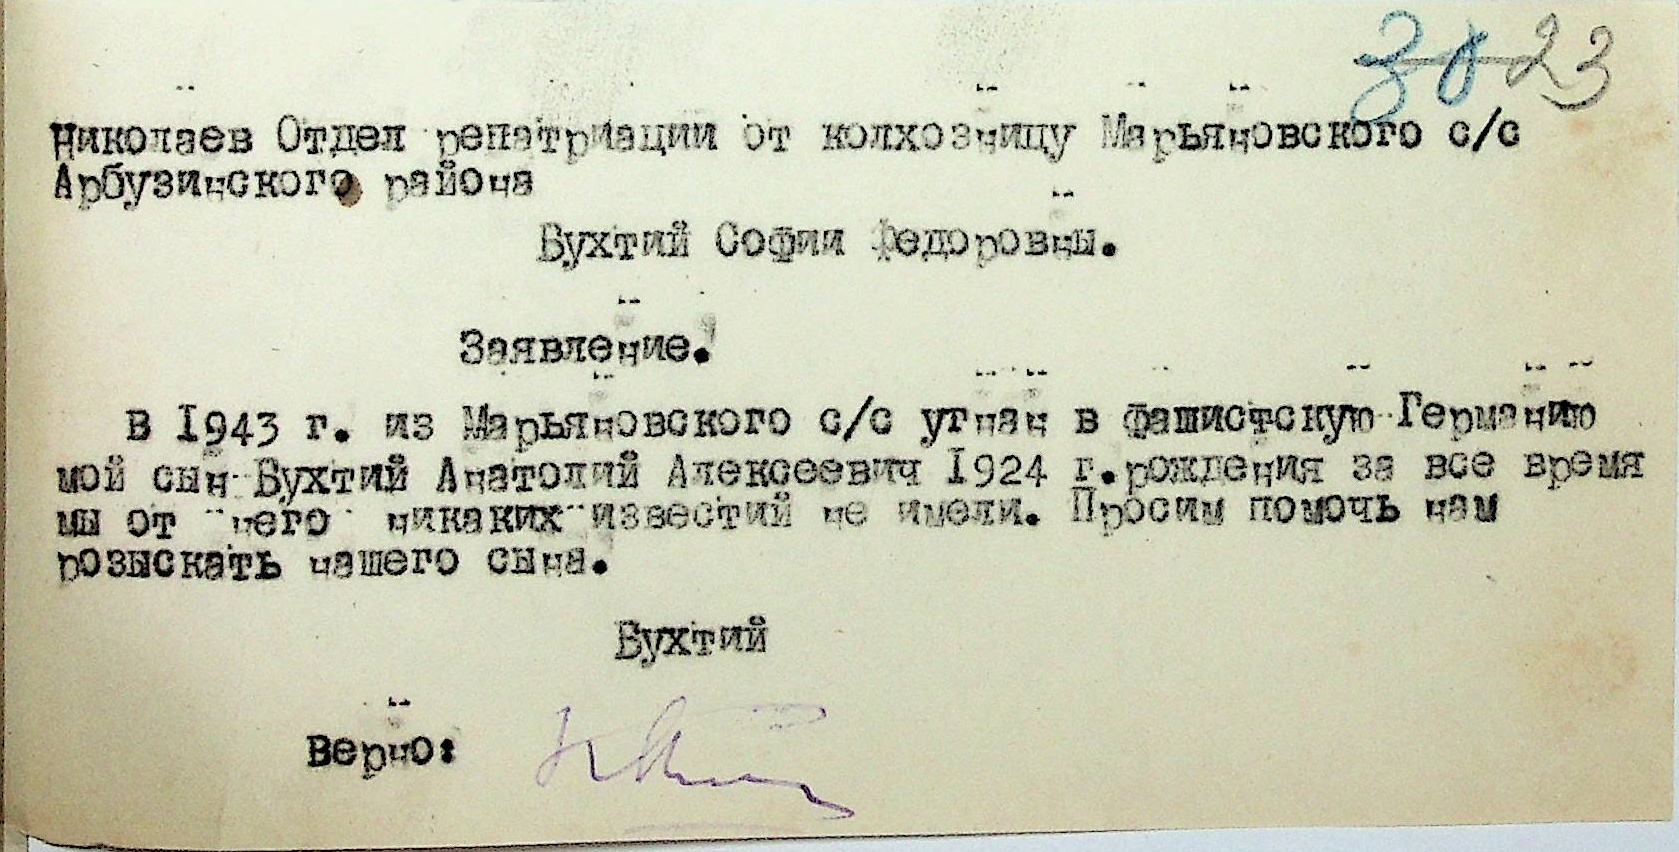 23
Николаев Отдел репатриации от колхозницу Марьяновского с/с
Арбузинского района
Бухтий Софии Федоровны.
Заявление.
в 1943 г. из Марьяновского с/с угнан в фашистскую Германию
мой сын Бухтий Анатолий Алексеевич 1924 г.рождения за все время
мы от него никаких известий не имели. Просим помочь нам
розыскать нашего сына.
Бухтий
Верно: